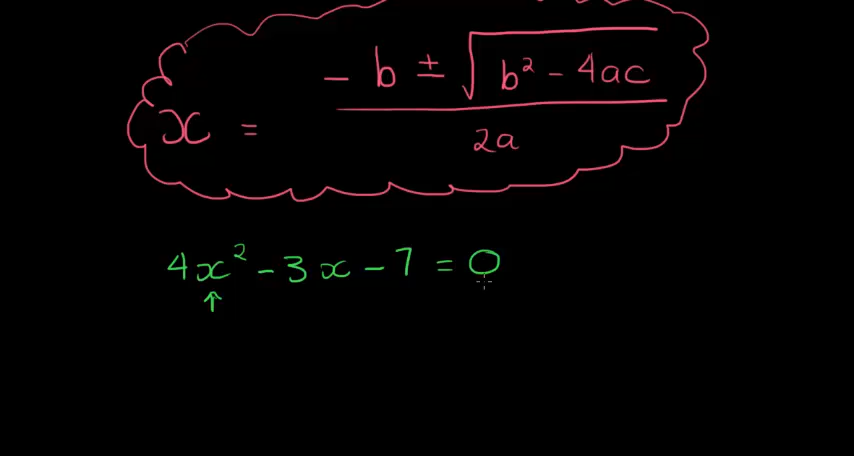 x = - b ± √b² - 4ac
2a
4x² - 3x - 7 = 0